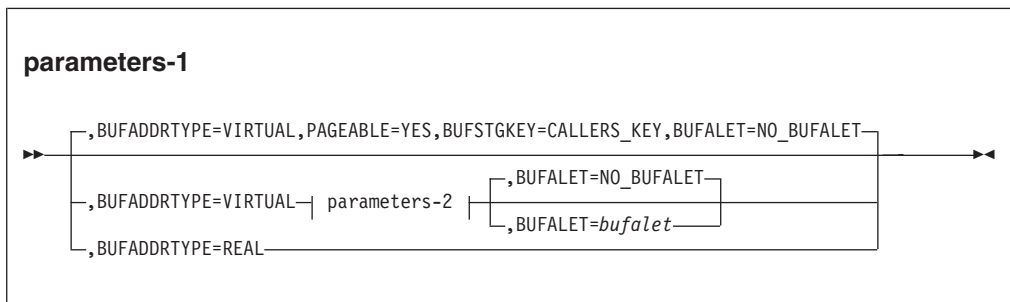 parameters-1
,BUFADDRTYPE=VIRTUAL,PAGEABLE=YES,BUFSTGKEY=CALLERS_KEY,BUFALET=NO_BUFALET
,BUFALET=NO_BUFALET
,BUFADDRTYPE=VIRTUAL parameters-2
,BUFALET=bufalet
,BUFADDRTYPE=REAL